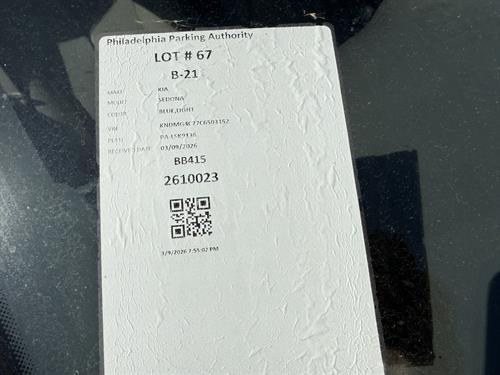 Philadelphia Parking Authority
LOT # 67
B-21
MAKE: KIA
MODEL: SEDONA
COLOR: BLUE,LIGHT
VIN:
PLATE:
RECEIVED DATE: 03/09/2026
BB415
2610023
3/9/2026 7:55:02 PM